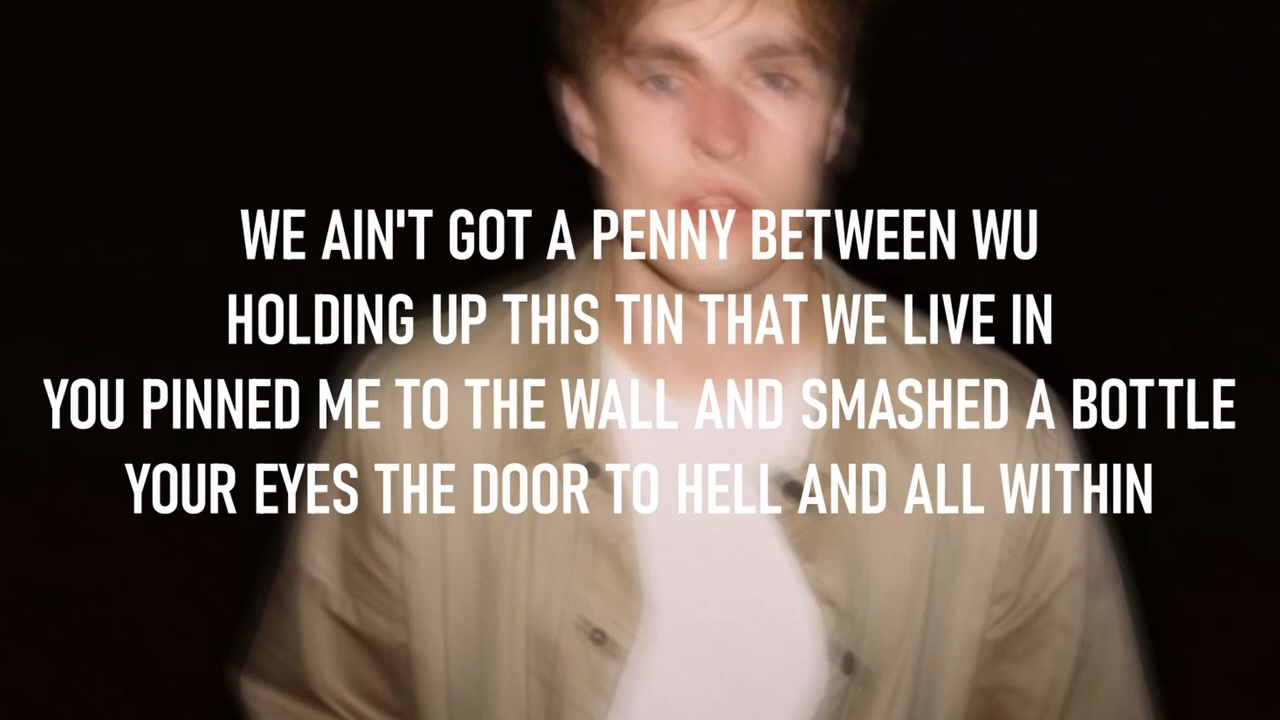 WE AIN'T GOT A PENNY BETWEEN WU
HOLDING UP THIS TIN THAT WE LIVE IN
YOU PINNED ME TO THE WALL AND SMASHED A BOTTLE
YOUR EYES THE DOOR TO HELL AND ALL WITHIN